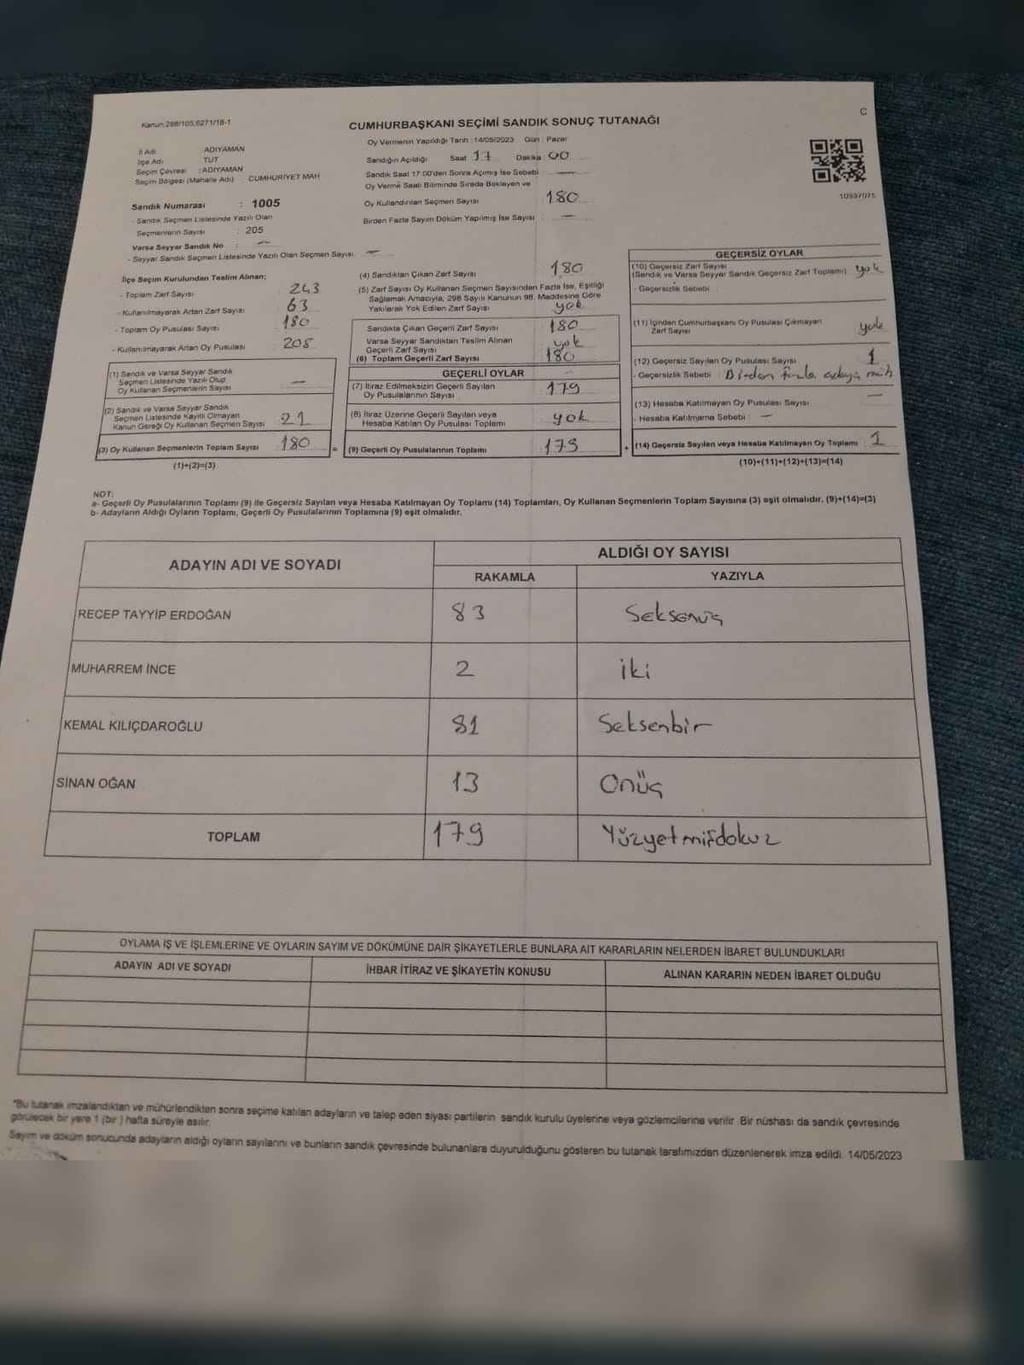 Kanun:298/105;6271/18-1
C
CUMHURBAŞKANI SEÇİMİ SANDIK SONUÇ TUTANAĞI
Oy Vermenin Yapıldığı Tarih :14/05/2023 Gün : Pazar
İl Adı ADIYAMAN
İlçe Adı TUT
Seçim Çevresi :ADIYAMAN
Seçim Bölgesi (Mahalle Adı) CUMHURİYET MAH
Sandığın Açıldığı Saat 17 Dakika 00
Sandık Saat 17.00'den Sonra Açılmış İse Sebebi —
Oy Verme Saati Bitiminde Sırada Bekleyen ve
Oy Kullandırılan Seçmen Sayısı 180
Birden Fazla Sayım Döküm Yapılmış İse Sayısı —
Sandık Numarası : 1005
- Sandık Seçmen Listesinde Yazılı Olan
Seçmenlerin Sayısı : 205
Varsa Seyyar Sandık No : —
- Seyyar Sandık Seçmen Listesinde Yazılı Olan Seçmen Sayısı —
İlçe Seçim Kurulundan Teslim Alınan;
- Toplam Zarf Sayısı 243
- Kullanılmayarak Artan Zarf Sayısı 63
- Toplam Oy Pusulası Sayısı 180
- Kullanılmayarak Artan Oy Pusulası 205
(1) Sandık ve Varsa Seyyar Sandık
Seçmen Listesinde Yazılı Olup
Oy Kullanan Seçmenlerin Sayısı —
(2) Sandık ve Varsa Seyyar Sandık
Seçmen Listesinde Kayıtlı Olmayan
Kanun Gereği Oy Kullanan Seçmen Sayısı 21
(3) Oy Kullanan Seçmenlerin Toplam Sayısı 180
(1)+(2)=(3)
(4) Sandıktan Çıkan Zarf Sayısı 180
(5) Zarf Sayısı Oy Kullanan Seçmen Sayısından Fazla İse, Eşitliği
Sağlamak Amacıyla, 298 Sayılı Kanunun 98. Maddesine Göre
Yakılarak Yok Edilen Zarf Sayısı yok
Sandıkta Çıkan Geçerli Zarf Sayısı 180
Varsa Seyyar Sandıktan Teslim Alınan
Geçerli Zarf Sayısı yok
(6) Toplam Geçerli Zarf Sayısı 180
GEÇERLİ OYLAR
(7) İtiraz Edilmeksizin Geçerli Sayılan
Oy Pusulalarının Sayısı 179
(8) İtiraz Üzerine Geçerli Sayılan veya
Hesaba Katılan Oy Pusulası Toplamı yok
(9) Geçerli Oy Pusulalarının Toplamı 179
GEÇERSİZ OYLAR
(10) Geçersiz Zarf Sayısı
(Sandık ve Varsa Seyyar Sandık Geçersiz Zarf Toplamı) yok
- Geçersizlik Sebebi :
(11) İçinden Cumhurbaşkanı Oy Pusulası Çıkmayan
Zarf Sayısı yok
(12) Geçersiz Sayılan Oy Pusulası Sayısı 1
- Geçersizlik Sebebi : Birden fazla adaya
(13) Hesaba Katılmayan Oy Pusulası Sayısı —
- Hesaba Katılmama Sebebi : —
(14) Geçersiz Sayılan veya Hesaba Katılmayan Oy Toplamı 1
(10)+(11)+(12)+(13)=(14)
NOT:
a- Geçerli Oy Pusulalarının Toplamı (9) ile Geçersiz Sayılan veya Hesaba Katılmayan Oy Toplamı (14) Toplamları, Oy Kullanan Seçmenlerin Toplam Sayısına (3) eşit olmalıdır, (9)+(14)=(3)
b- Adayların Aldığı Oyların Toplamı, Geçerli Oy Pusulalarının Toplamına (9) eşit olmalıdır.
ADAYIN ADI VE SOYADI
ALDIĞI OY SAYISI
RAKAMLA YAZIYLA
RECEP TAYYİP ERDOĞAN 83 Seksenüç
MUHARREM İNCE 2 iki
KEMAL KILIÇDAROĞLU 81 Seksenbir
SİNAN OĞAN 13 Onüç
TOPLAM 179 Yüzyetmişdokuz
OYLAMA İŞ VE İŞLEMLERİNE VE OYLARIN SAYIM VE DÖKÜMÜNE DAİR ŞİKAYETLERLE BUNLARA AİT KARARLARIN NELERDEN İBARET BULUNDUKLARI
ADAYIN ADI VE SOYADI İHBAR İTİRAZ VE ŞİKAYETİN KONUSU ALINAN KARARIN NEDEN İBARET OLDUĞU
*Bu tutanak imzalandıktan ve mühürlendikten sonra seçime katılan adayların ve talep eden siyasi partilerin sandık kurulu üyelerine veya gözlemcilerine verilir. Bir nüshası da sandık çevresinde
görülecek bir yere 1 (bir) hafta süreyle asılır.
Sayım ve döküm sonucunda adayların aldığı oyların sayılarını ve bunların sandık çevresinde bulunanlara duyurulduğunu gösteren bu tutanak tarafımızdan düzenlenerek imza edildi. 14/05/2023